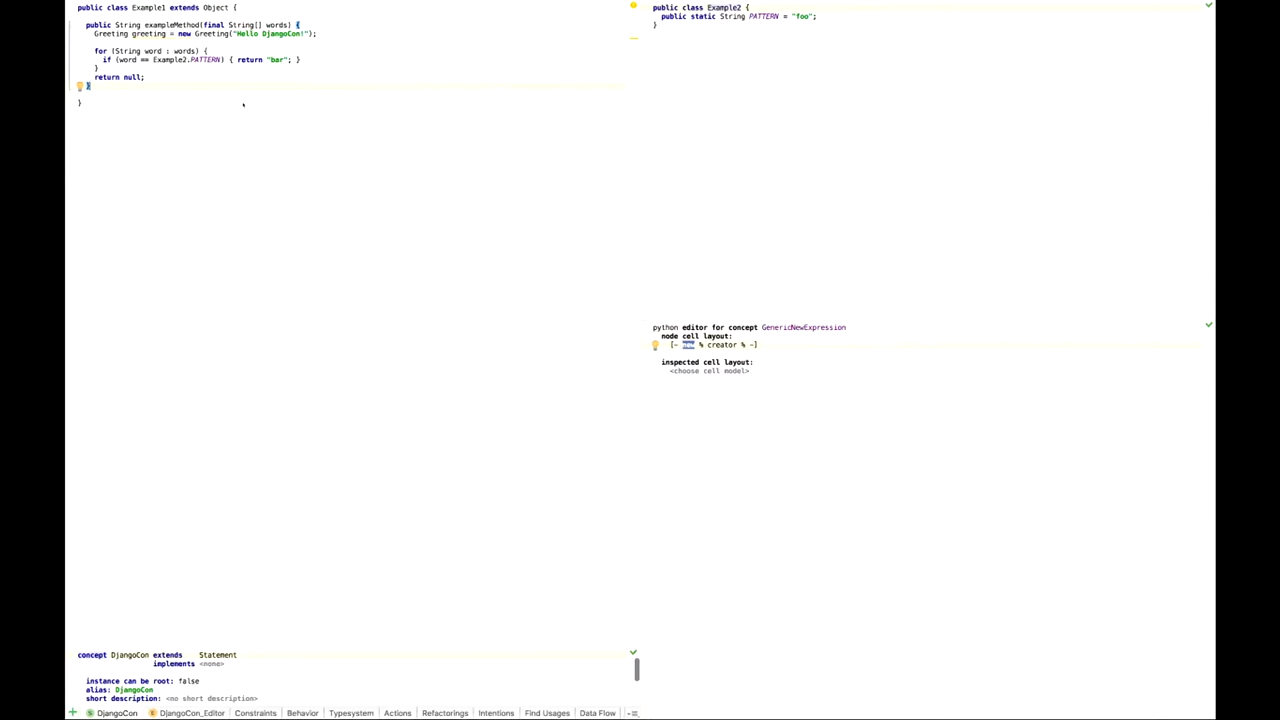 public class Example1 extends Object {
public String exampleMethod(final String[] words) {
Greeting greeting = new Greeting("Hello DjangoCon!");
for (String word : words) {
if (word == Example2.PATTERN) { return "bar"; }
}
return null;
}
}
public class Example2 {
public static String PATTERN = "foo";
}
python editor for concept GenericNewExpression
node cell layout:
[- % creator % -]
inspected cell layout:
<choose cell model>
concept DjangoCon extends Statement
implements <none>
instance can be root: false
alias: DjangoCon
short description: <no short description>
DjangoCon DjangoCon_Editor Constraints Behavior Typesystem Actions Refactorings Intentions Find Usages Data Flow